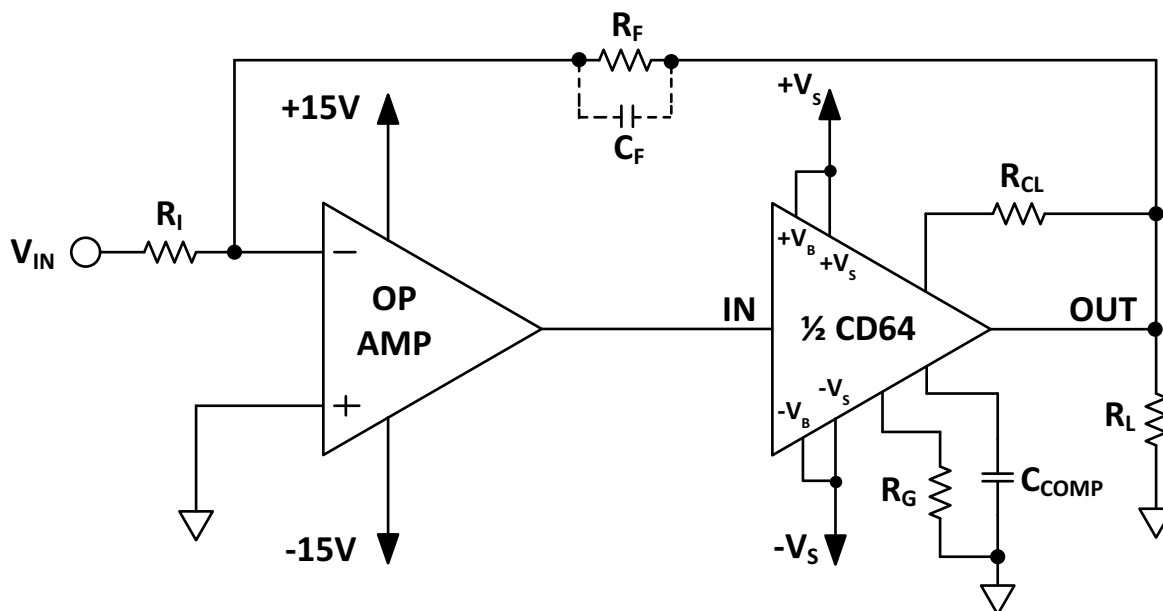 R_F
+15V
C_F
+V_S
R_CL
R_I
V_IN
−
+V_B
+V_S
OP
AMP
IN
½ CD64
OUT
+
-V_S
-V_B
R_L
R_G
C_COMP
-15V
-V_S